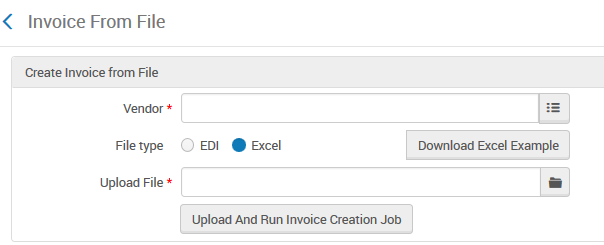 Invoice From File
Create Invoice from File
Vendor *
File type EDI Excel Download Excel Example
Upload File *
Upload And Run Invoice Creation Job